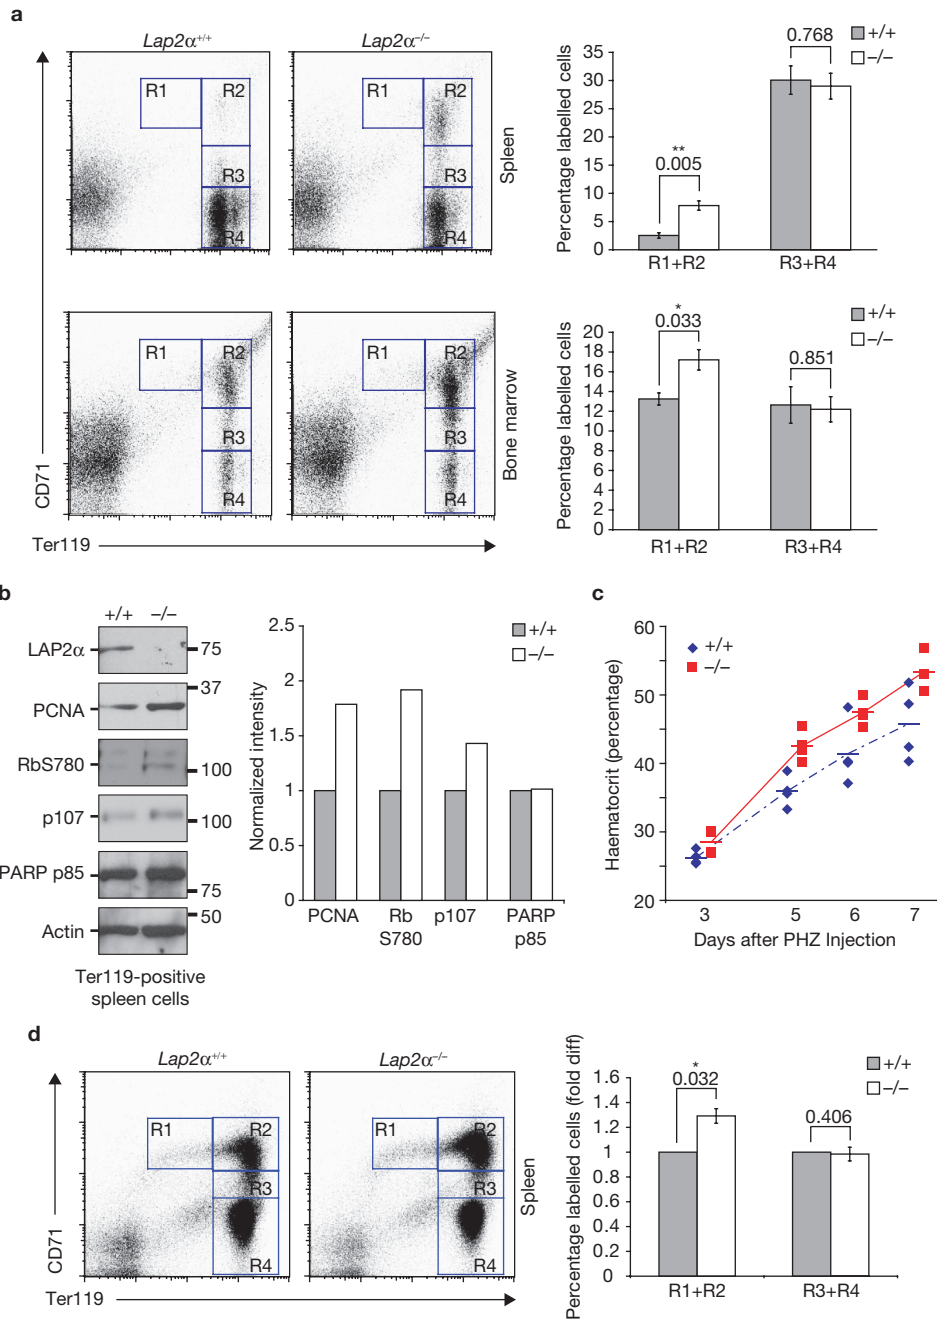 a
Lap2α+/+
Lap2α−/−
R1
R2
R3
R4
R1
R2
R3
R4
Spleen
R1
R2
R3
R4
R1
R2
R3
R4
Bone marrow
CD71
Ter119
Percentage labelled cells
35
30
25
20
15
10
5
0
**
0.005
0.768
+/+
−/−
R1+R2
R3+R4
Percentage labelled cells
20
18
16
14
12
10
8
6
4
2
0
*
0.033
0.851
+/+
−/−
R1+R2
R3+R4
b
+/+
−/−
LAP2α
75
37
PCNA
RbS780
100
p107
100
PARP p85
75
50
Actin
Ter119-positive
spleen cells
Normalized intensity
2.5
2
1.5
1
0.5
0
+/+
−/−
PCNA
Rb
S780
p107
PARP
p85
c
Haematocrit (percentage)
60
50
40
30
20
+/+
−/−
3
5
6
7
Days after PHZ Injection
d
Lap2α+/+
Lap2α−/−
R1
R2
R3
R4
R1
R2
R3
R4
Spleen
CD71
Ter119
Percentage labelled cells (fold diff)
1.6
1.4
1.2
1
0.8
0.6
0.4
0.2
0
*
0.032
0.406
+/+
−/−
R1+R2
R3+R4